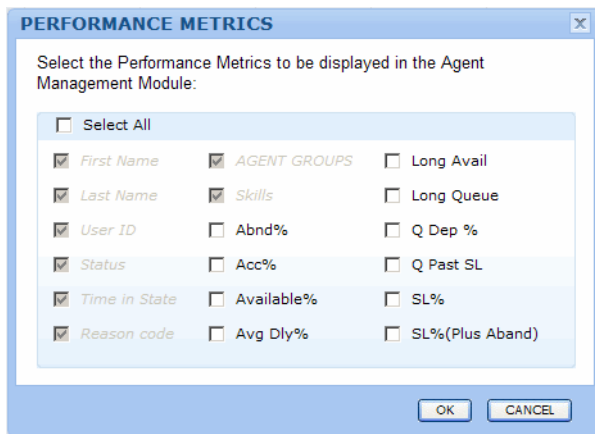 PERFORMANCE METRICS
Select the Performance Metrics to be displayed in the Agent
Management Module:
Select All
First Name AGENT GROUPS Long Avail
Last Name Skills Long Queue
User ID Abnd% Q Dep %
Status Acc% Q Past SL
Time in State Available% SL%
Reason code Avg Dly% SL%(Plus Aband)
OK CANCEL